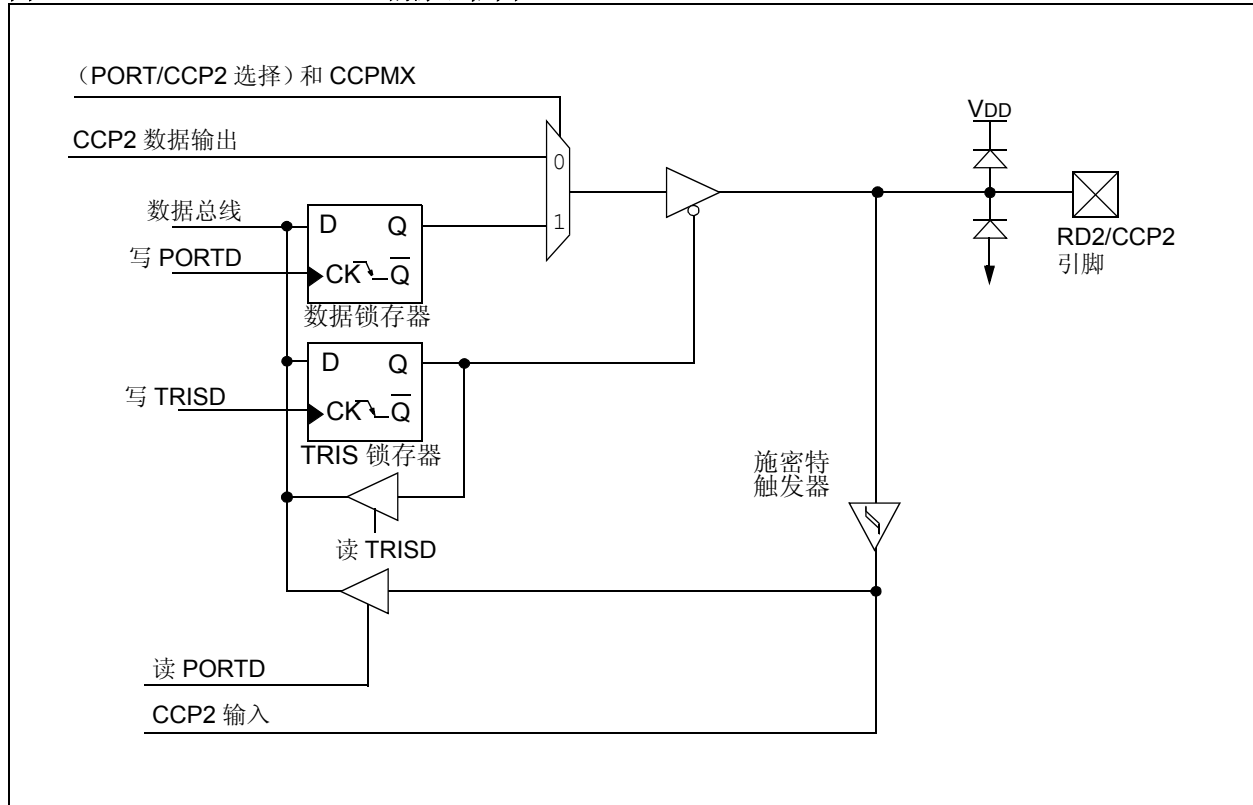 （PORT/CCP2 选择）和 CCPMX
CCP2 数据输出
VDD
0
数据总线
D Q
1
写 PORTD
CK Q
RD2/CCP2
引脚
数据锁存器
D Q
写 TRISD
CK Q
TRIS 锁存器
施密特
触发器
读 TRISD
读 PORTD
CCP2 输入